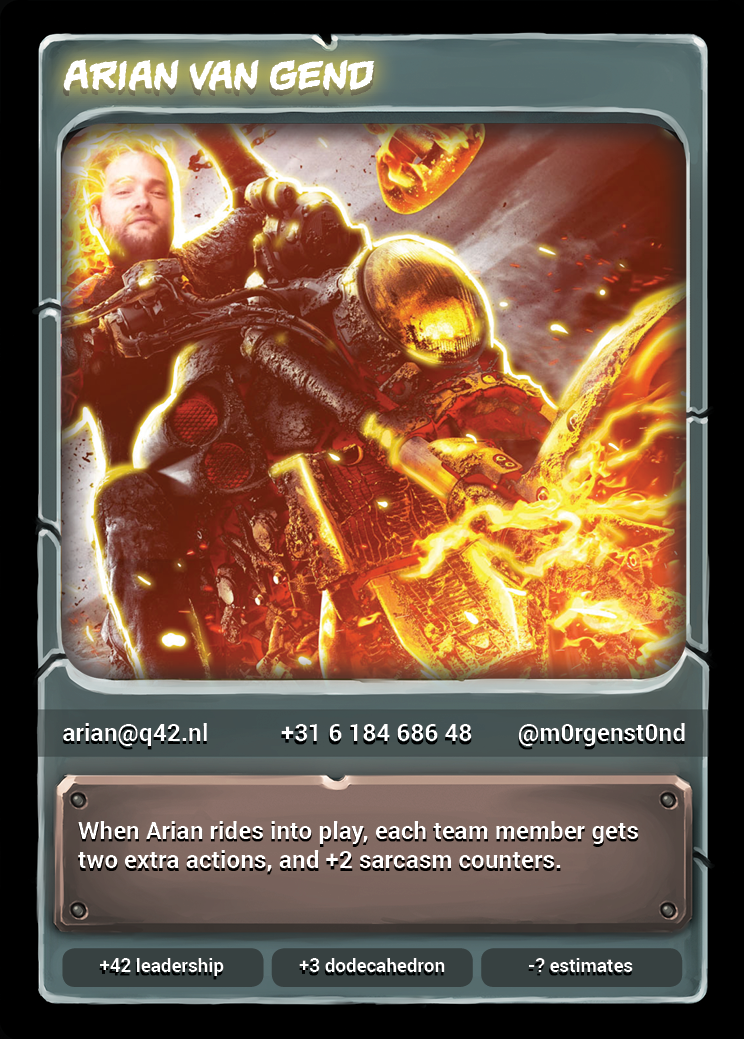 ARIAN VAN GEND
arian@q42.nl +31 6 184 686 48 @m0rgenst0nd
When Arian rides into play, each team member gets
two extra actions, and +2 sarcasm counters.
+42 leadership +3 dodecahedron -? estimates